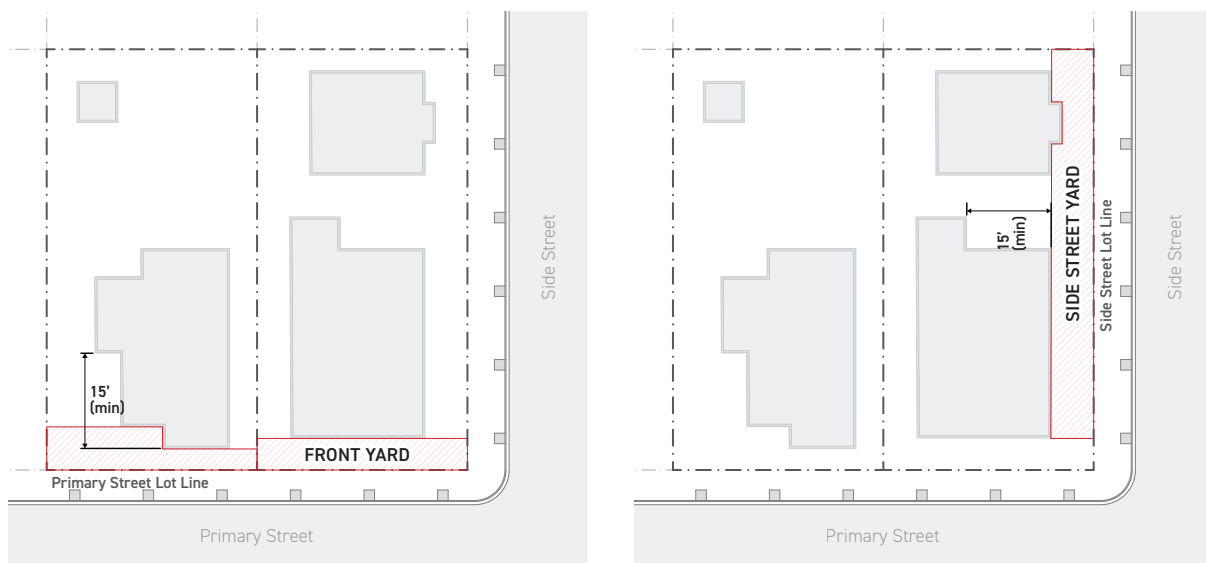 15'
(min)
FRONT YARD
Primary Street Lot Line
Primary Street
Side Street
15'
(min)
SIDE STREET YARD
Side Street Lot Line
Side Street
Primary Street